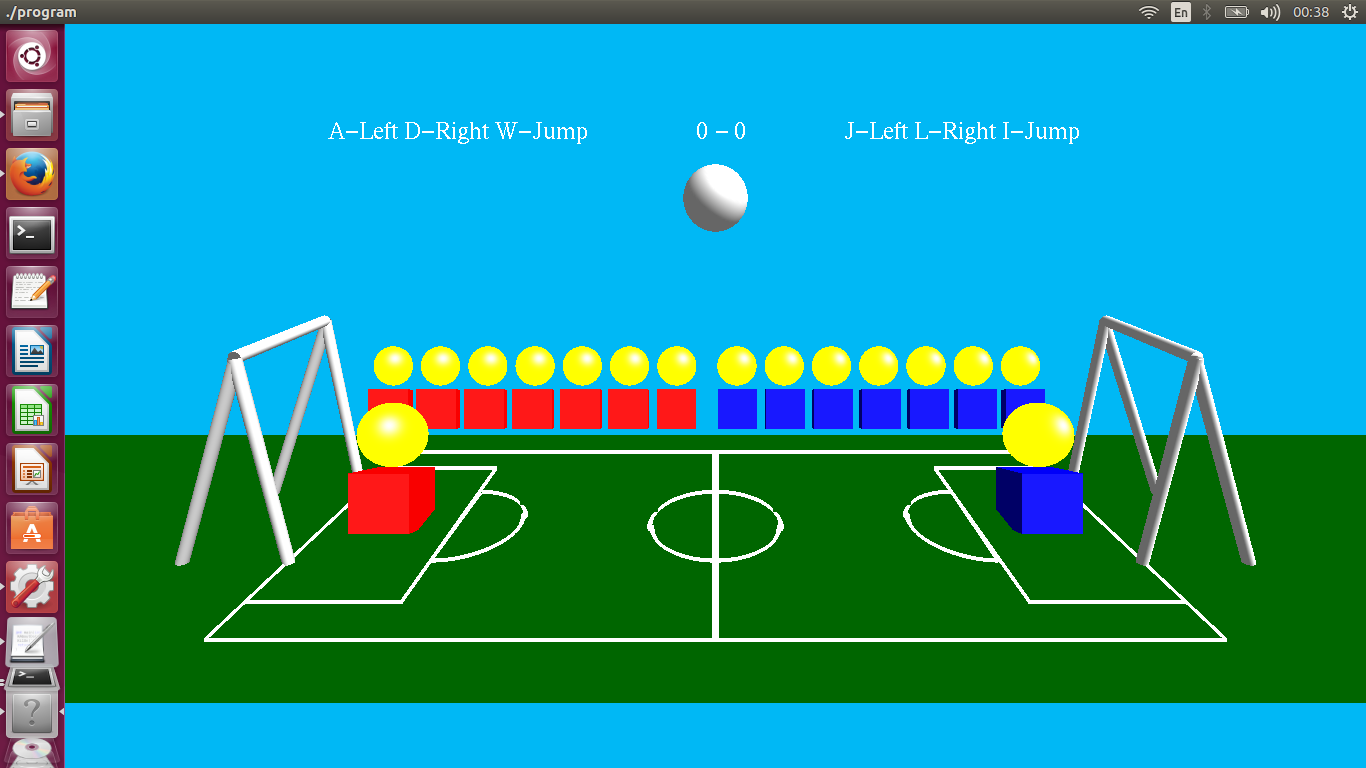 ./program
En
00:38
A–Left D–Right W–Jump
0 – 0
J–Left L–Right I–Jump